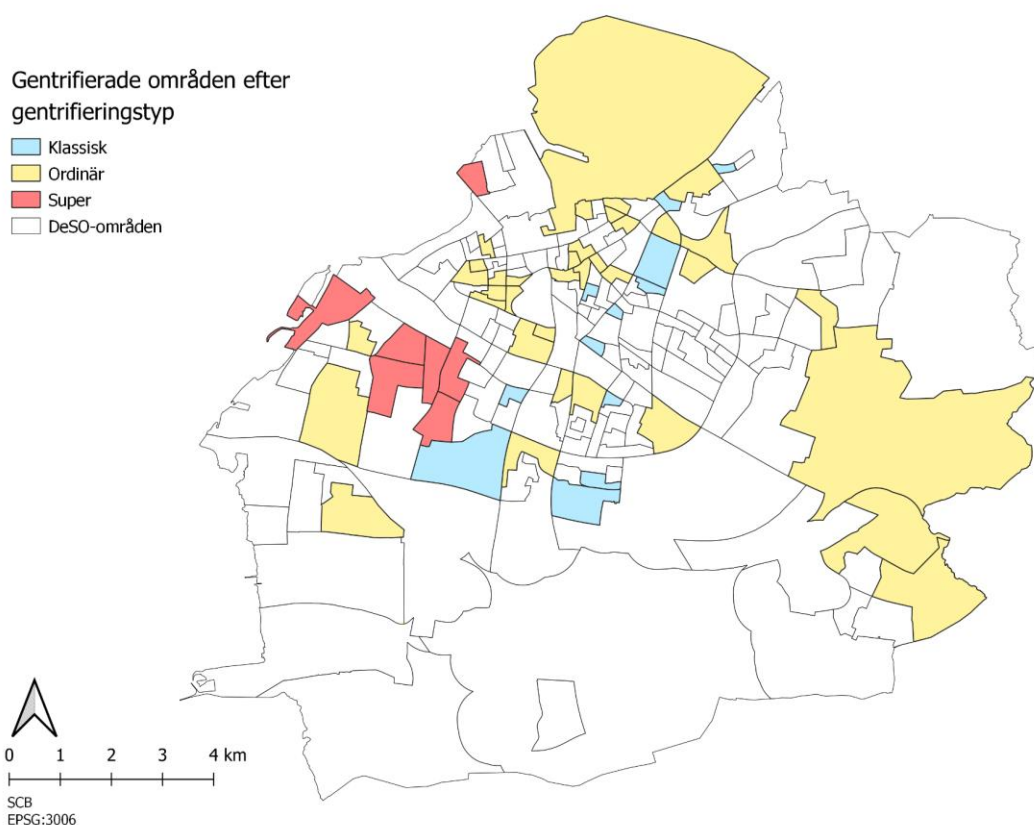 Gentrifierade områden efter
gentrifieringstyp
Klassisk
Ordinär
Super
DeSO-områden
0 1 2 3 4 km
SCB
EPSG:3006